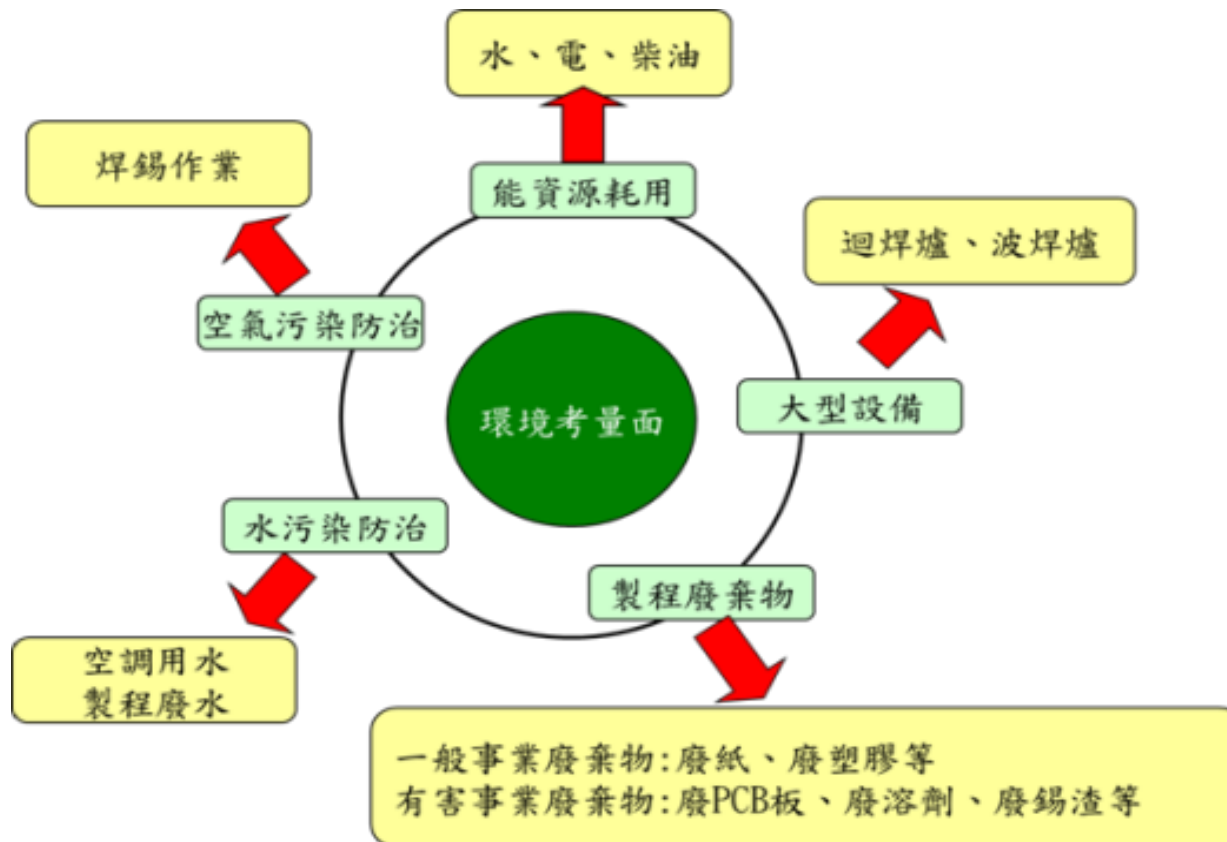 水、電、柴油
能資源耗用
焊錫作業
空氣污染防治
迴焊爐、波焊爐
大型設備
環境考量面
水污染防治
空調用水
製程廢水
製程廢棄物
一般事業廢棄物:廢紙、廢塑膠等
有害事業廢棄物:廢PCB板、廢溶劑、廢錫渣等